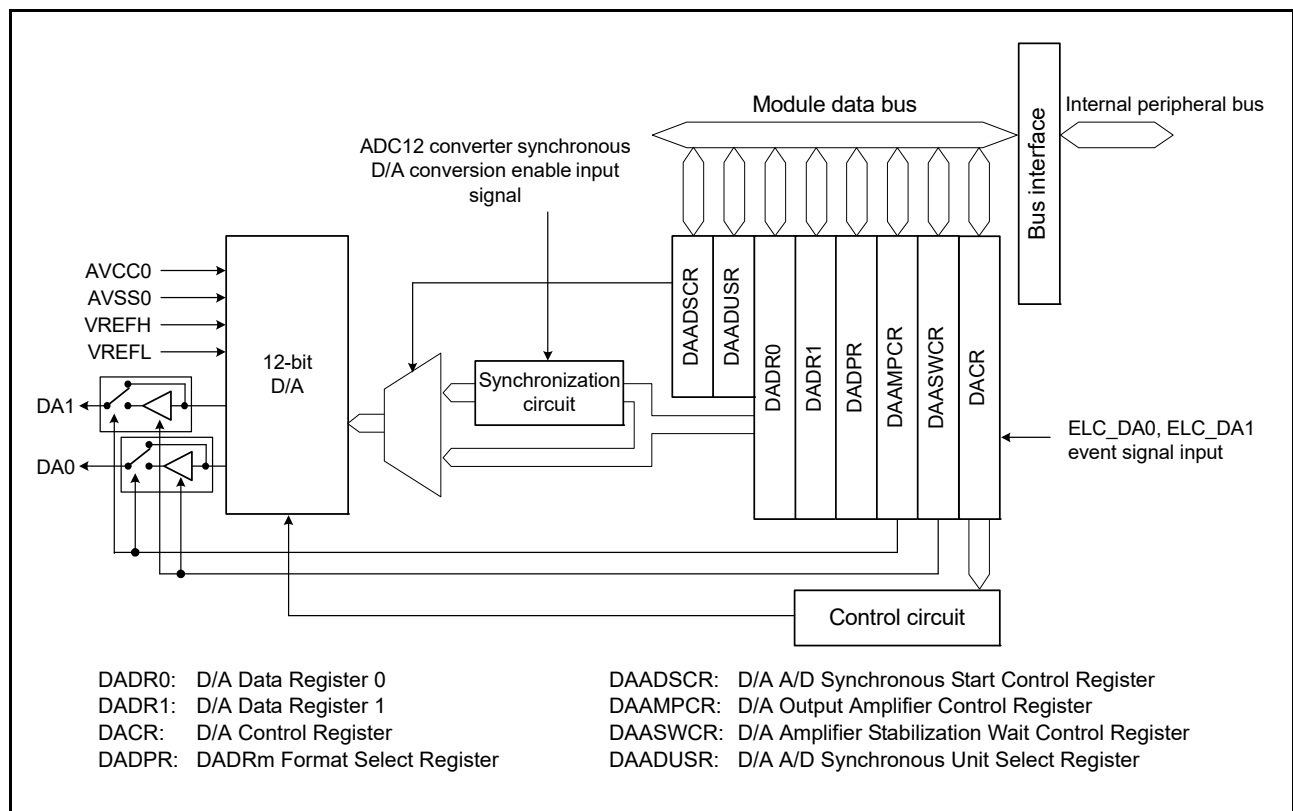 Module data bus
Bus interface
Internal peripheral bus
ADC12 converter synchronous
D/A conversion enable input
signal
AVCC0
AVSS0
VREFH
VREFL
12-bit
D/A
DA1
DA0
Synchronization
circuit
DAADSCR
DAADUSR
DADR0
DADR1
DADPR
DAAMPCR
DAASWCR
DACR
ELC_DA0, ELC_DA1
event signal input
Control circuit
DADR0: D/A Data Register 0
DADR1: D/A Data Register 1
DACR: D/A Control Register
DADPR: DADRm Format Select Register
DAADSCR: D/A A/D Synchronous Start Control Register
DAAMPCR: D/A Output Amplifier Control Register
DAASWCR: D/A Amplifier Stabilization Wait Control Register
DAADUSR: D/A A/D Synchronous Unit Select Register